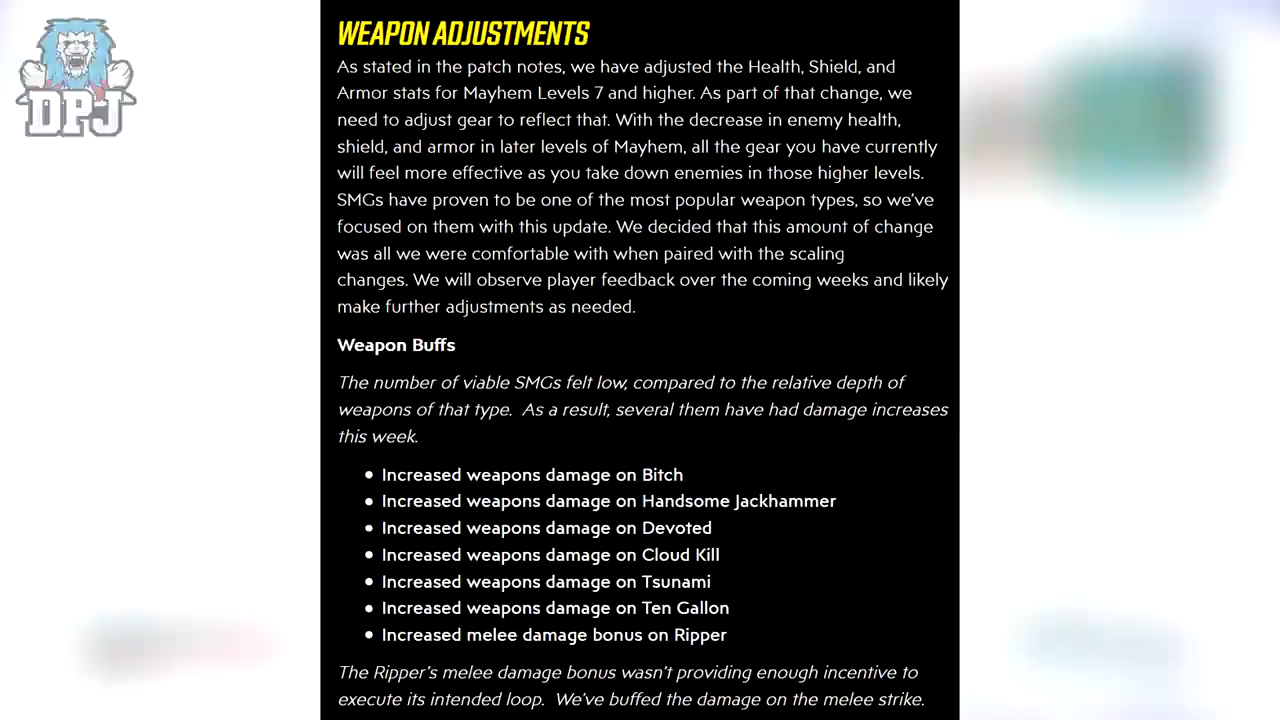 DPJ
WEAPON ADJUSTMENTS
As stated in the patch notes, we have adjusted the Health, Shield, and
Armor stats for Mayhem Levels 7 and higher. As part of that change, we
need to adjust gear to reflect that. With the decrease in enemy health,
shield, and armor in later levels of Mayhem, all the gear you have currently
will feel more effective as you take down enemies in those higher levels.
SMGs have proven to be one of the most popular weapon types, so we've
focused on them with this update. We decided that this amount of change
was all we were comfortable with when paired with the scaling
changes. We will observe player feedback over the coming weeks and likely
make further adjustments as needed.
Weapon Buffs
The number of viable SMGs felt low, compared to the relative depth of
weapons of that type.  As a result, several them have had damage increases
this week.
• Increased weapons damage on Bitch
• Increased weapons damage on Handsome Jackhammer
• Increased weapons damage on Devoted
• Increased weapons damage on Cloud Kill
• Increased weapons damage on Tsunami
• Increased weapons damage on Ten Gallon
• Increased melee damage bonus on Ripper
The Ripper's melee damage bonus wasn't providing enough incentive to
execute its intended loop.  We've buffed the damage on the melee strike.